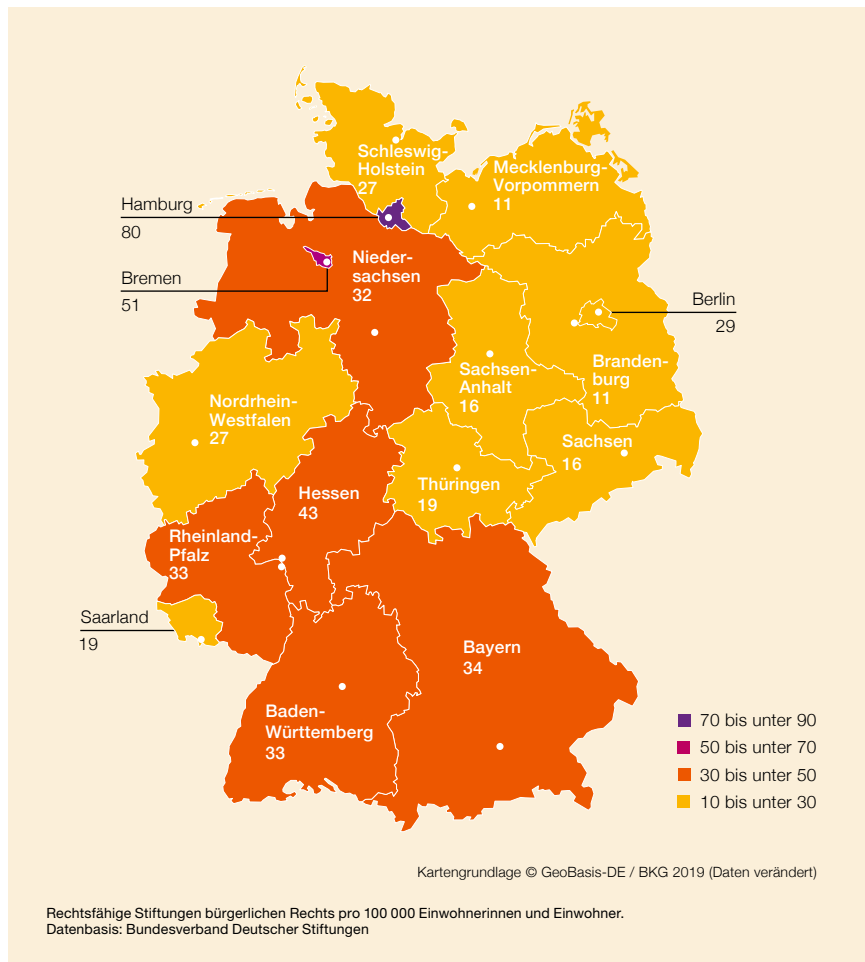 Schleswig-
Holstein
27
Mecklenburg-
Vorpommern
11
Hamburg
80
Bremen
51
Nieder-
sachsen
32
Berlin
29
Branden-
burg
11
Sachsen-
Anhalt
16
Nordrhein-
Westfalen
27
Sachsen
16
Thüringen
19
Hessen
43
Rheinland-
Pfalz
33
Saarland
19
Bayern
34
Baden-
Württemberg
33
70 bis unter 90
50 bis unter 70
30 bis unter 50
10 bis unter 30
Kartengrundlage © GeoBasis-DE / BKG 2019 (Daten verändert)
Rechtsfähige Stiftungen bürgerlichen Rechts pro 100 000 Einwohnerinnen und Einwohner.
Datenbasis: Bundesverband Deutscher Stiftungen